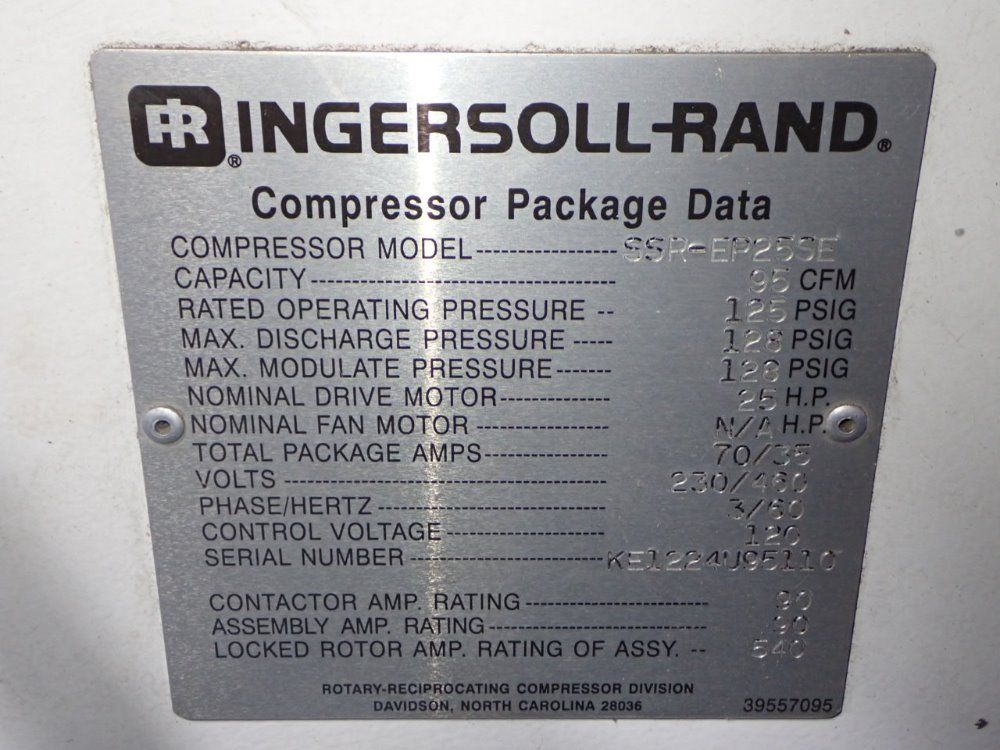 IR® INGERSOLL-RAND®
Compressor Package Data
COMPRESSOR MODEL---------------- SSR-EP25SE
CAPACITY----------------------------------- 95 CFM
RATED OPERATING PRESSURE -- 125 PSIG
MAX. DISCHARGE PRESSURE ----- 128 PSIG
MAX. MODULATE PRESSURE------- 128 PSIG
NOMINAL DRIVE MOTOR------------- 25 H.P.
NOMINAL FAN MOTOR ---------------- N/A H.P.
TOTAL PACKAGE AMPS--------------- 70/35
VOLTS --------------------------------------- 230/460
PHASE/HERTZ --------------------------- 3/60
CONTROL VOLTAGE------------------- 120
SERIAL NUMBER ----------------------
CONTACTOR AMP. RATING ---------------------- 90
ASSEMBLY AMP. RATING -------------------------- 90
LOCKED ROTOR AMP. RATING OF ASSY. -- 540
ROTARY-RECIPROCATING COMPRESSOR DIVISION
DAVIDSON, NORTH CAROLINA 28036
39557095